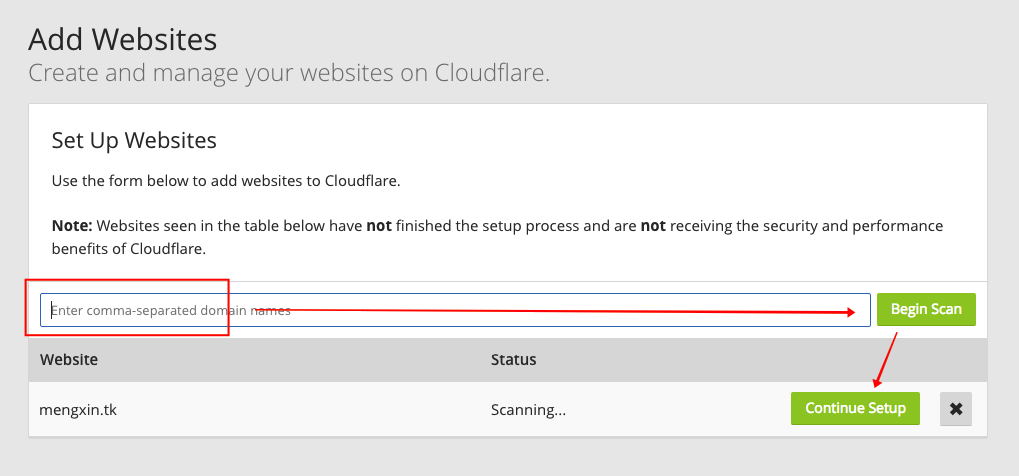 Add Websites
Create and manage your websites on Cloudflare.
Set Up Websites
Use the form below to add websites to Cloudflare.
Note: Websites seen in the table below have not finished the setup process and are not receiving the security and performance
benefits of Cloudflare.
Enter comma-separated domain names
Begin Scan
Website Status
mengxin.tk Scanning... Continue Setup ✖